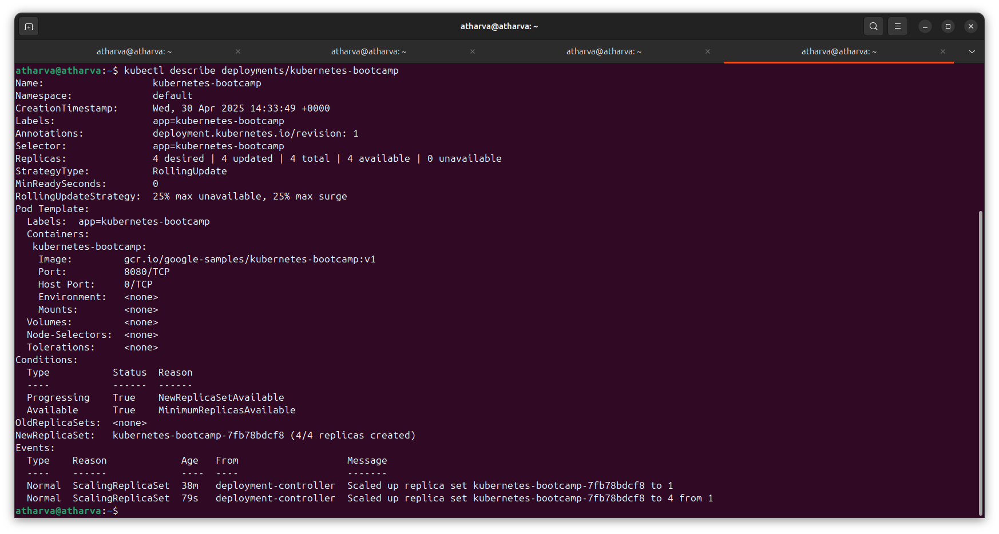 atharva@atharva: ~
atharva@atharva: ~ atharva@atharva: ~ atharva@atharva: ~ atharva@atharva: ~
atharva@atharva:~$ kubectl describe deployments/kubernetes-bootcamp
Name:                   kubernetes-bootcamp
Namespace:              default
CreationTimestamp:      Wed, 30 Apr 2025 14:33:49 +0000
Labels:                 app=kubernetes-bootcamp
Annotations:            deployment.kubernetes.io/revision: 1
Selector:               app=kubernetes-bootcamp
Replicas:               4 desired | 4 updated | 4 total | 4 available | 0 unavailable
StrategyType:           RollingUpdate
MinReadySeconds:        0
RollingUpdateStrategy:  25% max unavailable, 25% max surge
Pod Template:
  Labels:  app=kubernetes-bootcamp
  Containers:
   kubernetes-bootcamp:
    Image:         gcr.io/google-samples/kubernetes-bootcamp:v1
    Port:          8080/TCP
    Host Port:     0/TCP
    Environment:   <none>
    Mounts:        <none>
  Volumes:         <none>
  Node-Selectors:  <none>
  Tolerations:     <none>
Conditions:
  Type           Status  Reason
  ----           ------  ------
  Progressing    True    NewReplicaSetAvailable
  Available      True    MinimumReplicasAvailable
OldReplicaSets:  <none>
NewReplicaSet:   kubernetes-bootcamp-7fb78bdcf8 (4/4 replicas created)
Events:
  Type    Reason             Age   From                   Message
  ----    ------             ----  ----                   -------
  Normal  ScalingReplicaSet  38m   deployment-controller  Scaled up replica set kubernetes-bootcamp-7fb78bdcf8 to 1
  Normal  ScalingReplicaSet  79s   deployment-controller  Scaled up replica set kubernetes-bootcamp-7fb78bdcf8 to 4 from 1
atharva@atharva:~$